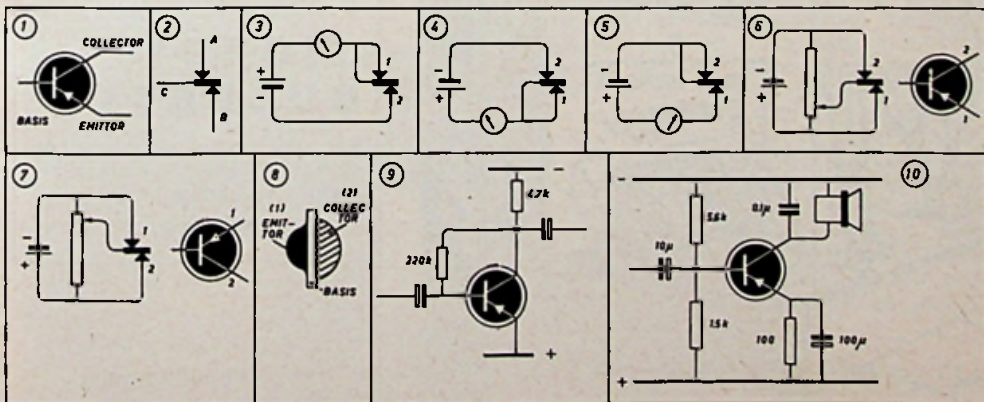 1
COLLECTOR
BASIS
EMITTOR
2
A
C
B
3
+
-
1
2
4
-
+
2
1
5
-
+
2
1
6
-
+
2
1
2
1
7
-
+
1
2
1
2
8
(1)
EMIT-
TOR
(2)
COLLEC
TOR
BASIS
9
-
4.7k
220k
+
10
-
5.6k
0.1μ
10μ
1.5k
100
100μ
+